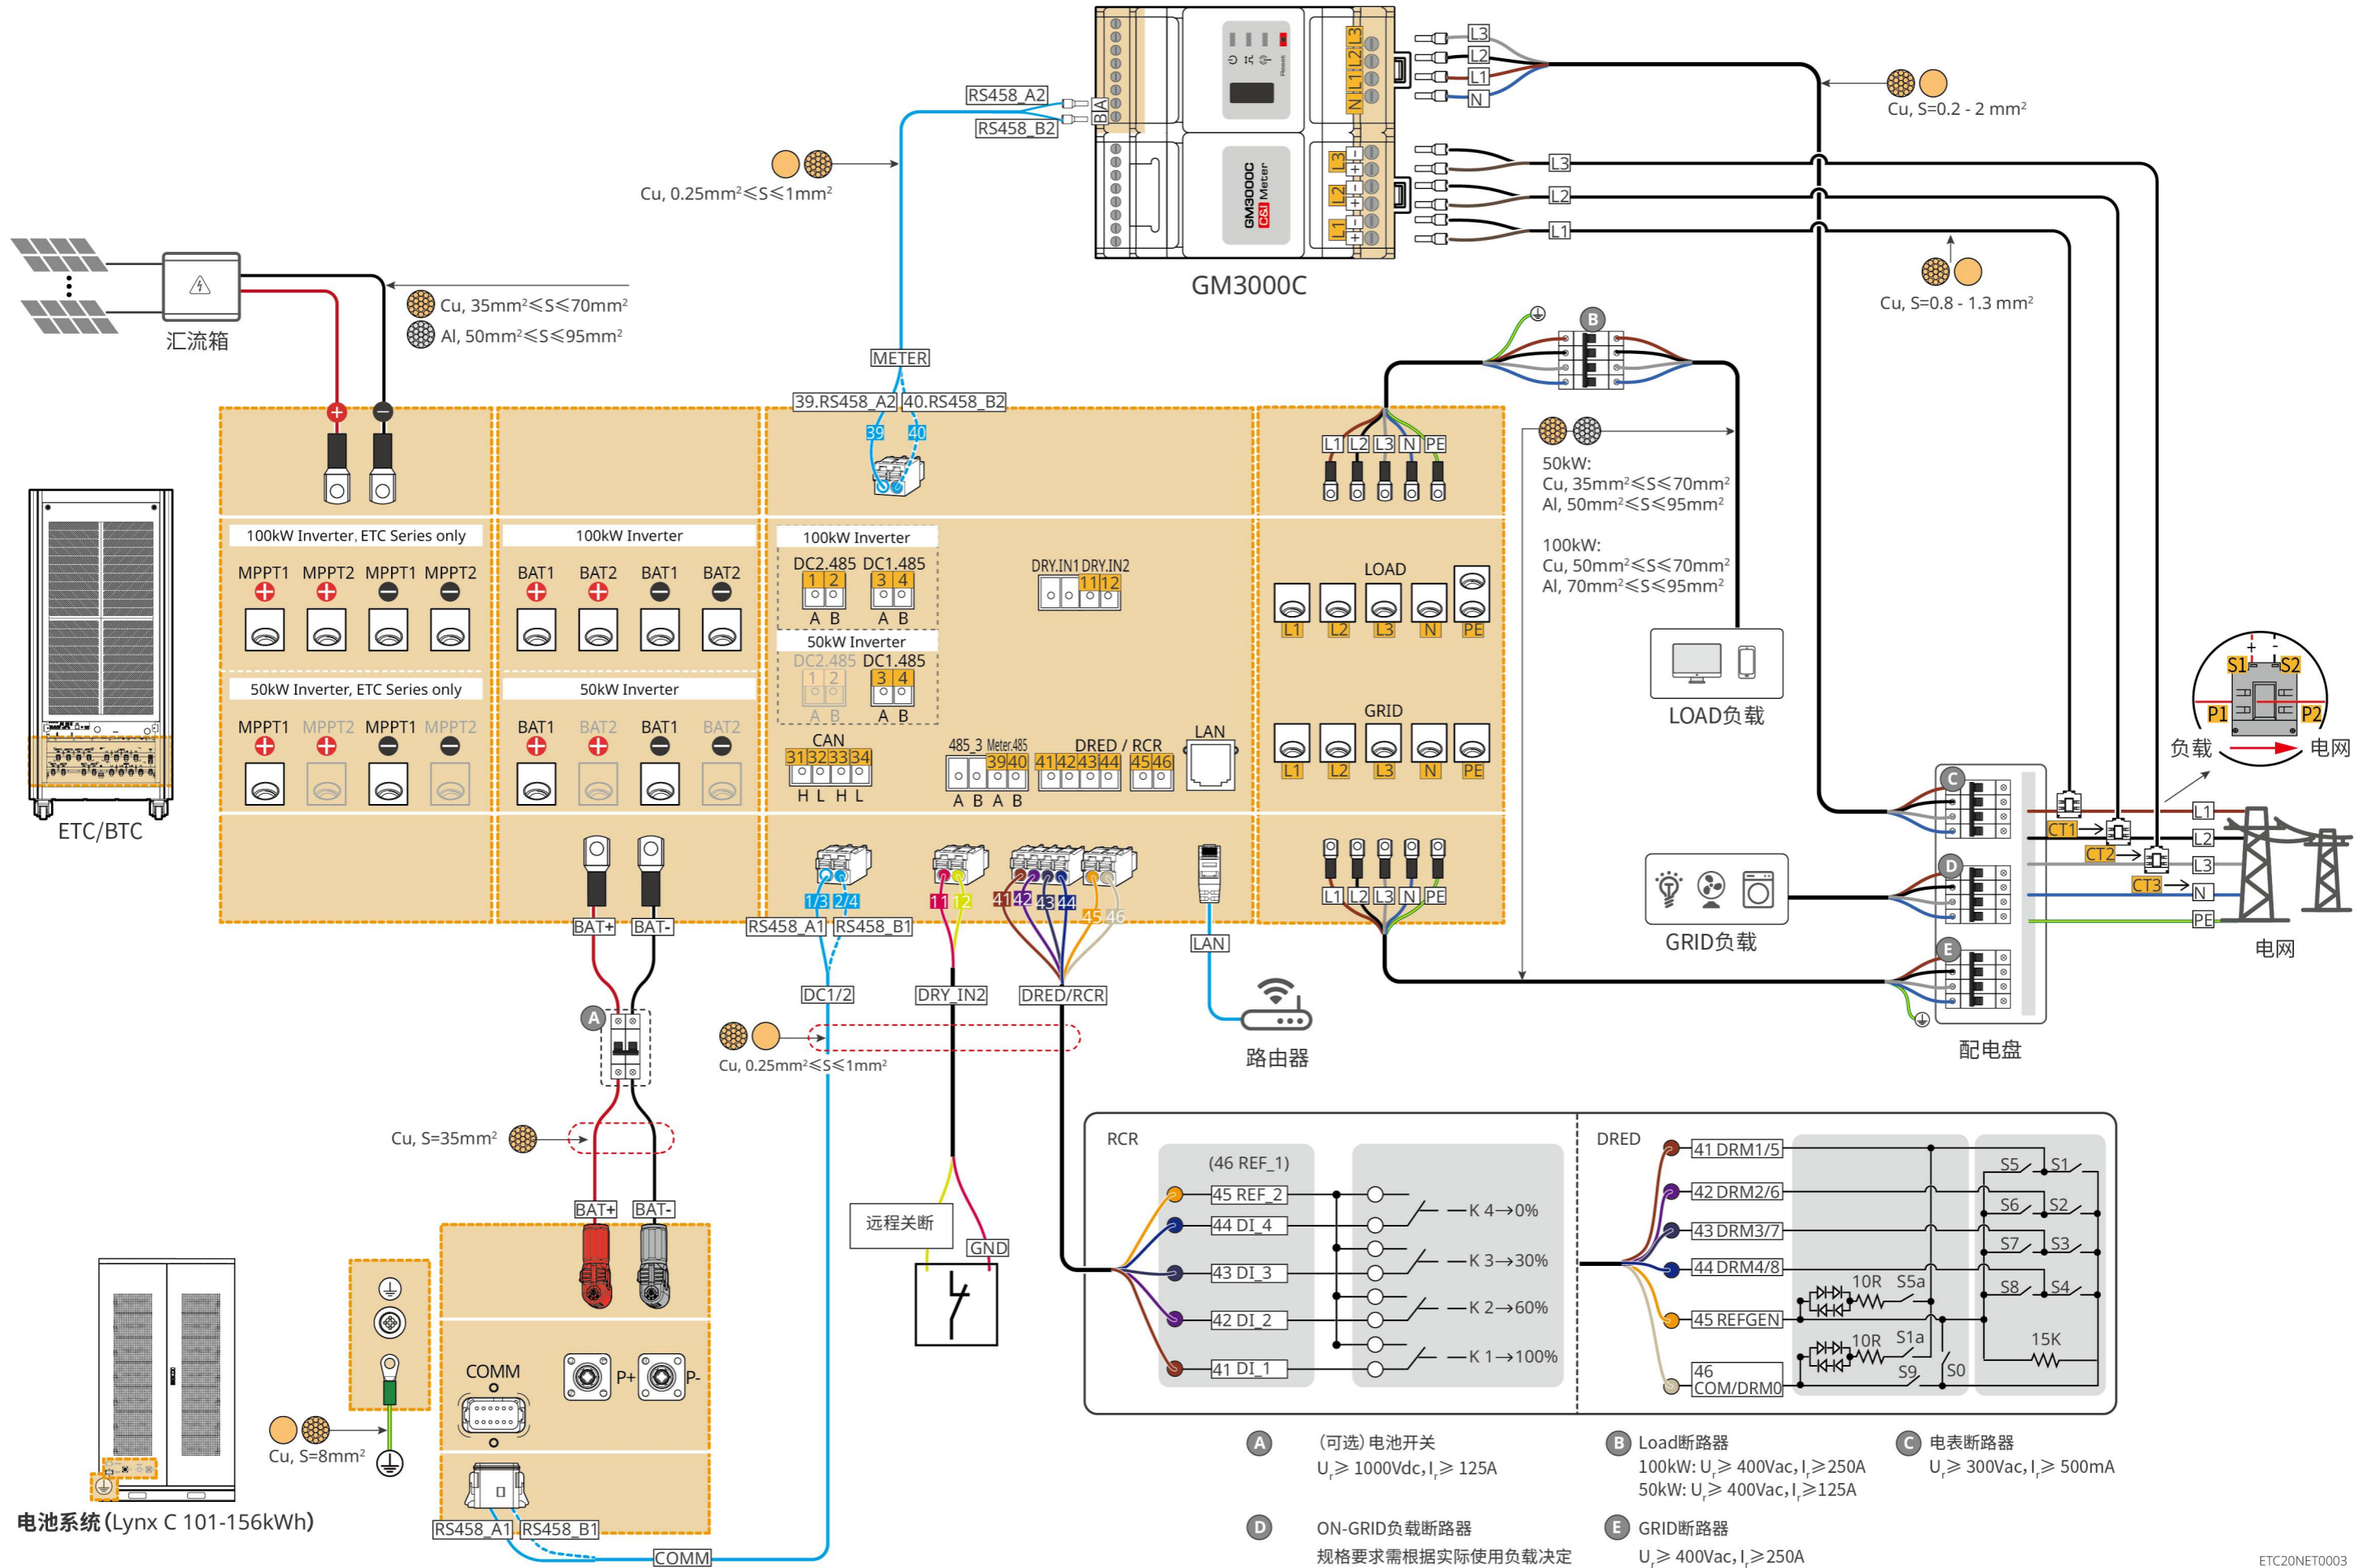 RS458_A2
RS458_B2
A
B
Reset
GM3000C
C&I Meter
L3
L2
L1
N
L3
L2
L1
- + - + - +
GM3000C
L3
L2
L1
N
Cu, S=0.2 - 2 mm²
L3
L2
L1
Cu, S=0.8 - 1.3 mm²
Cu, 0.25mm²≤S≤1mm²
汇流箱
Cu, 35mm²≤S≤70mm²
Al, 50mm²≤S≤95mm²
METER
39.RS458_A2 40.RS458_B2
39 40
B
L1 L2 L3 N PE
50kW:
Cu, 35mm²≤S≤70mm²
Al, 50mm²≤S≤95mm²
100kW:
Cu, 50mm²≤S≤70mm²
Al, 70mm²≤S≤95mm²
ETC/BTC
100kW Inverter, ETC Series only
MPPT1 MPPT2 MPPT1 MPPT2
+ + - -
50kW Inverter, ETC Series only
MPPT1 MPPT2 MPPT1 MPPT2
+ + - -
100kW Inverter
BAT1 BAT2 BAT1 BAT2
+ + - -
50kW Inverter
BAT1 BAT2 BAT1 BAT2
+ + - -
100kW Inverter
DC2.485 DC1.485
1 2 3 4
A B A B
50kW Inverter
DC2.485 DC1.485
1 2 3 4
A B A B
DRY.IN1 DRY.IN2
11 12
CAN
31 32 33 34
H L H L
485_3 Meter.485
39 40
A B A B
DRED / RCR
41 42 43 44 45 46
LAN
LOAD
L1 L2 L3 N PE
GRID
L1 L2 L3 N PE
LOAD负载
S1 + - S2
P1 P2
负载 电网
C
D
E
CT1
CT2
CT3
L1
L2
L3
N
PE
电网
GRID负载
配电盘
BAT+ BAT-
1/3 2/4
RS458_A1 RS458_B1
11 12
41 42 43 44 45 46
LAN
L1 L2 L3 N PE
A
DC1/2
DRY_IN2
DRED/RCR
Cu, 0.25mm²≤S≤1mm²
路由器
Cu, S=35mm²
BAT+ BAT-
远程关断
GND
COMM
P+ P-
Cu, S=8mm²
RS458_A1 RS458_B1
COMM
电池系统(Lynx C 101-156kWh)
RCR
(46 REF_1)
45 REF_2
44 DI_4
43 DI_3
42 DI_2
41 DI_1
K 4→0%
K 3→30%
K 2→60%
K 1→100%
DRED
41 DRM1/5
42 DRM2/6
43 DRM3/7
44 DRM4/8
45 REFGEN
46
COM/DRM0
S5 S1
S6 S2
S7 S3
S8 S4
10R S5a
10R S1a
S9 S0
15K
A (可选)电池开关
Uᵣ≥ 1000Vdc, Iᵣ≥ 125A
B Load断路器
100kW: Uᵣ≥ 400Vac, Iᵣ≥250A
50kW: Uᵣ≥ 400Vac, Iᵣ≥125A
C 电表断路器
Uᵣ≥ 300Vac, Iᵣ≥ 500mA
D ON-GRID负载断路器
规格要求需根据实际使用负载决定
E GRID断路器
Uᵣ≥ 400Vac, Iᵣ≥250A
ETC20NET0003